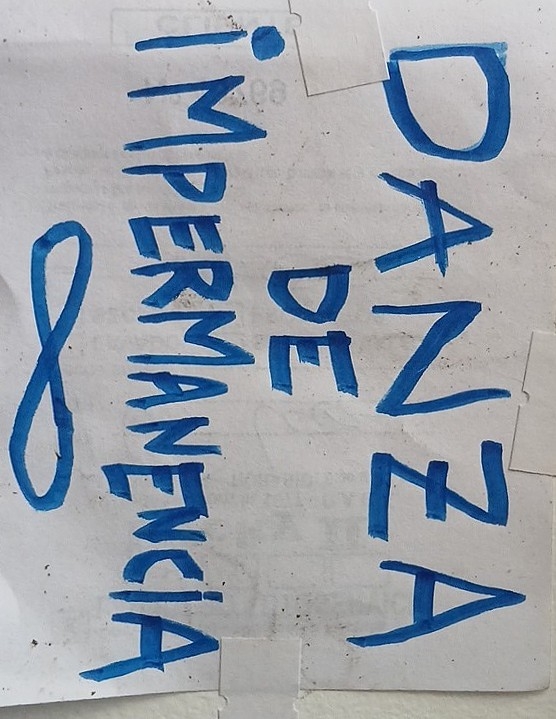 DANZA
DE
iMPERMANENCiA
∞